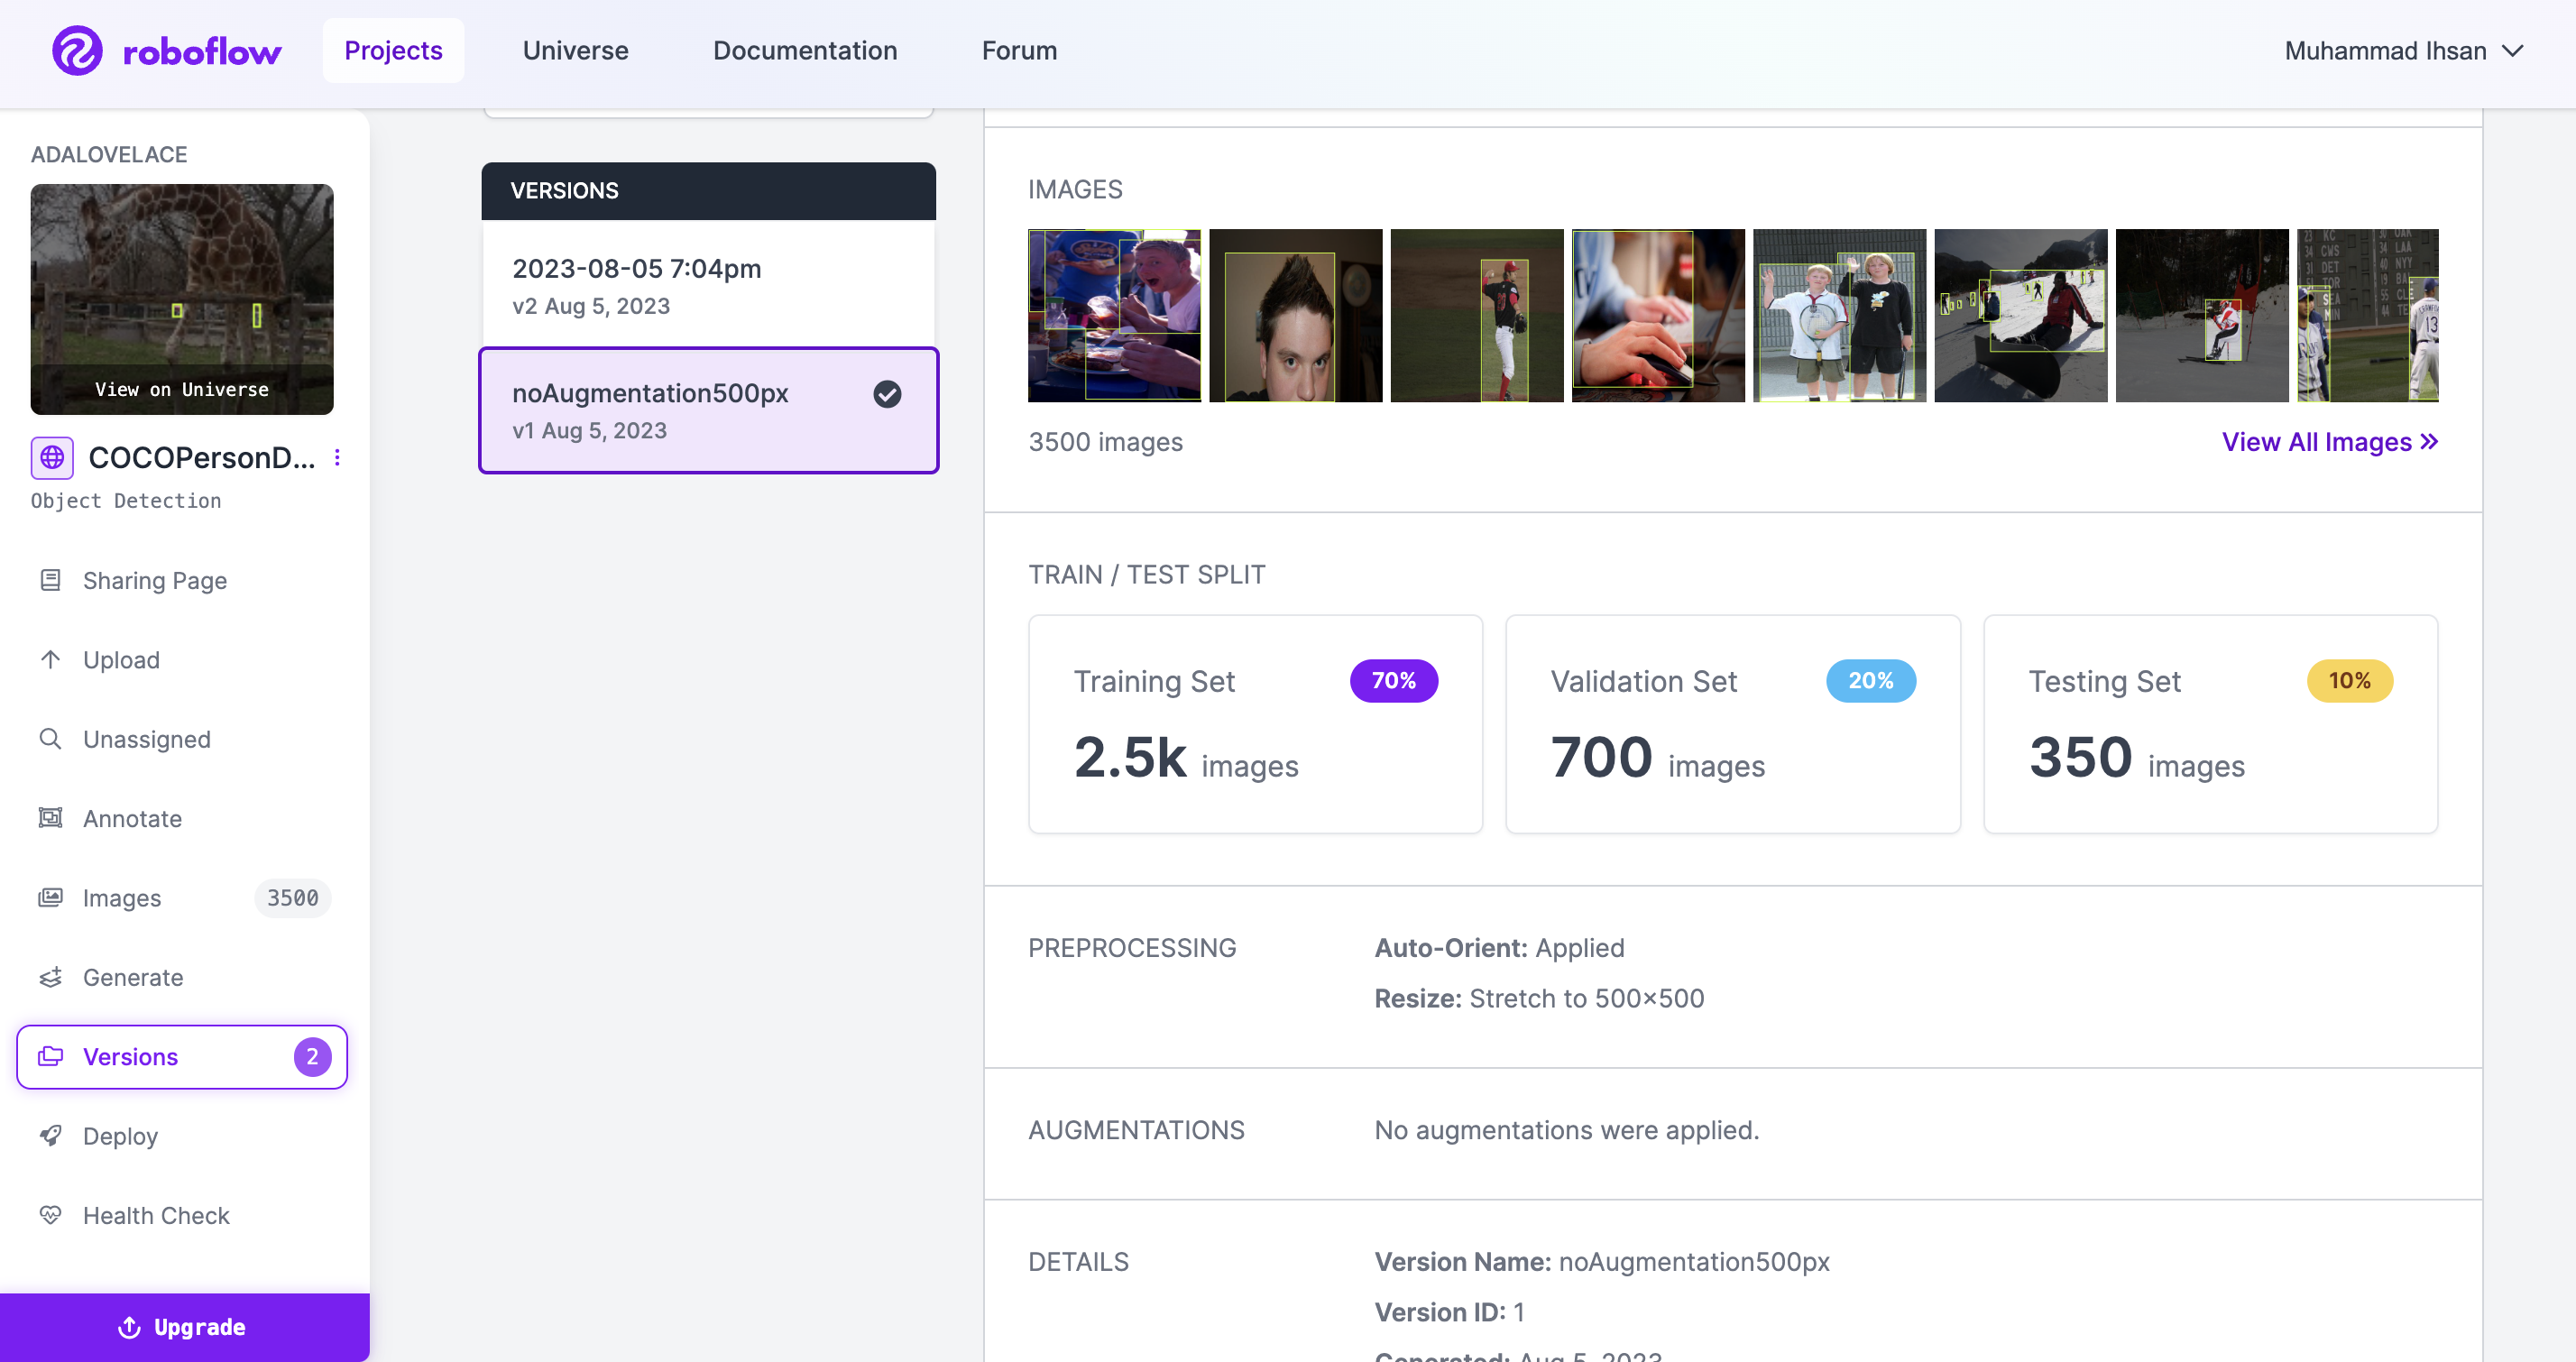 roboflow
Projects
Universe
Documentation
Forum
Muhammad Ihsan
ADALOVELACE
View on Universe
COCOPersonD...
Object Detection
Sharing Page
Upload
Unassigned
Annotate
Images 3500
Generate
Versions 2
Deploy
Health Check
Upgrade
VERSIONS
2023-08-05 7:04pm
v2 Aug 5, 2023
noAugmentation500px
v1 Aug 5, 2023
IMAGES
3500 images
View All Images
TRAIN / TEST SPLIT
Training Set 70%
2.5k images
Validation Set 20%
700 images
Testing Set 10%
350 images
PREPROCESSING
Auto-Orient: Applied
Resize: Stretch to 500×500
AUGMENTATIONS
No augmentations were applied.
DETAILS
Version Name: noAugmentation500px
Version ID: 1
Generated: Aug 5, 2023